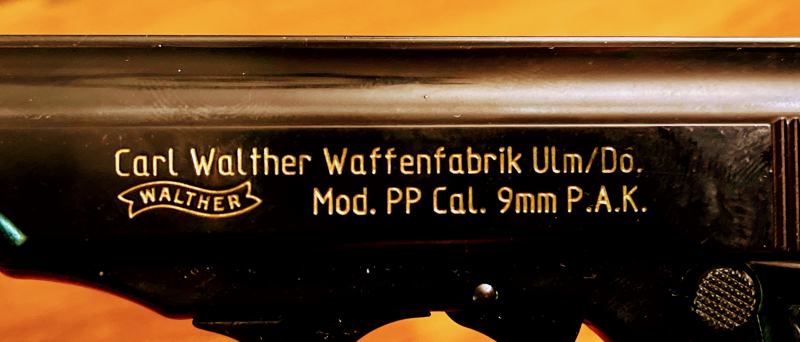 Carl Walther Waffenfabrik Ulm/Do.
WALTHER
Mod. PP Cal. 9mm P.A.K.